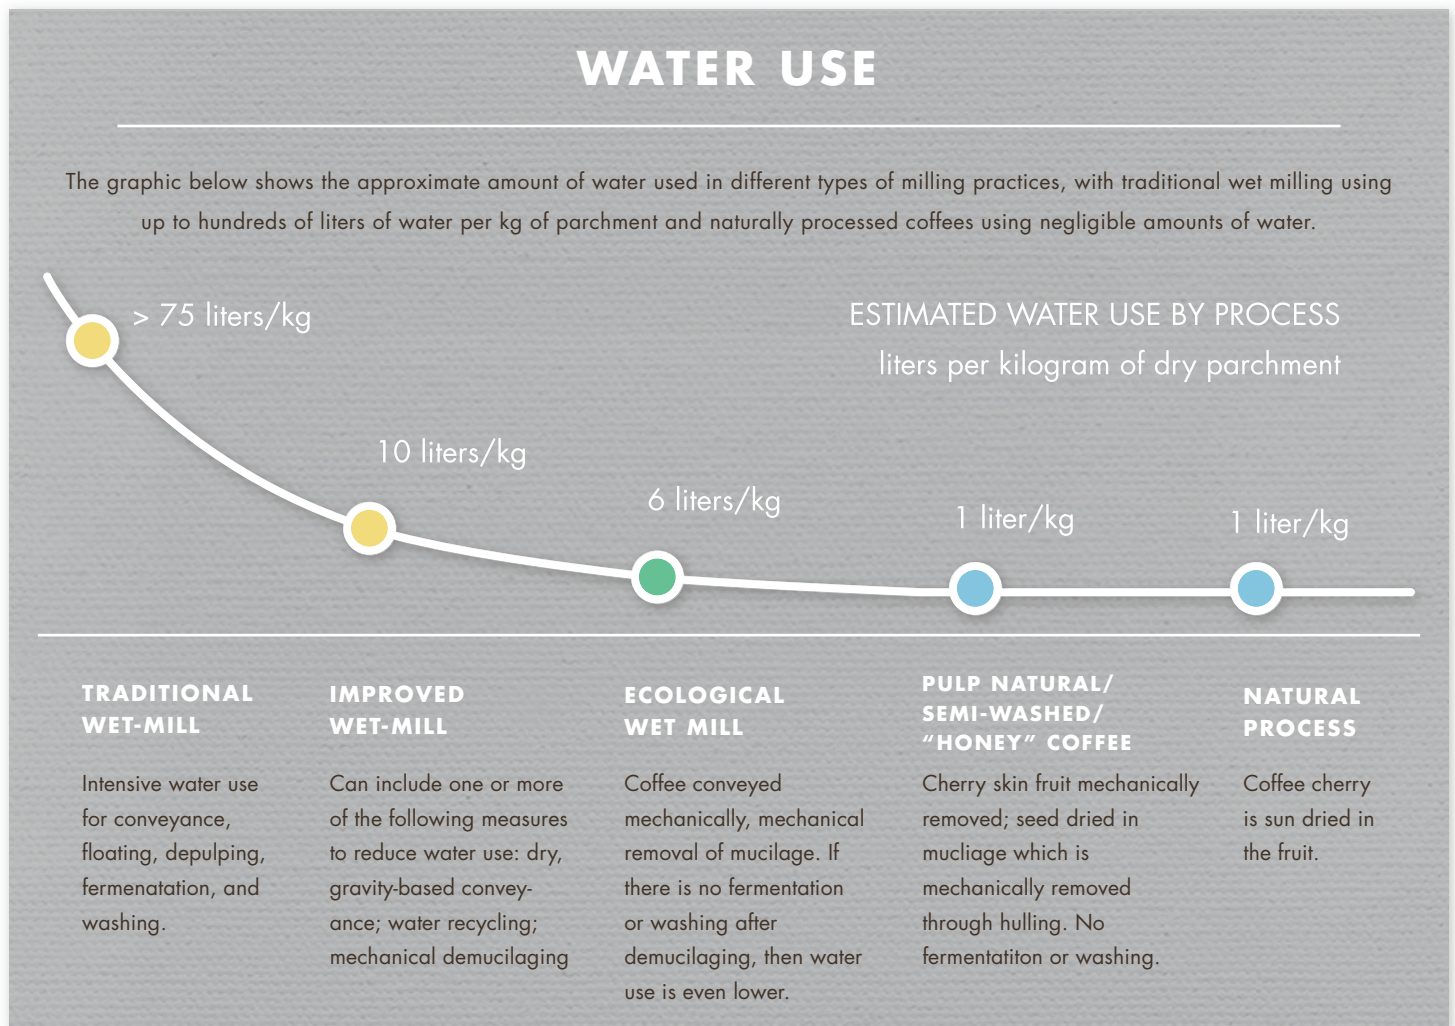 WATER USE
The graphic below shows the approximate amount of water used in different types of milling practices, with traditional wet milling using
up to hundreds of liters of water per kg of parchment and naturally processed coffees using negligible amounts of water.
> 75 liters/kg
ESTIMATED WATER USE BY PROCESS
liters per kilogram of dry parchment
10 liters/kg
6 liters/kg
1 liter/kg
1 liter/kg
TRADITIONAL
WET-MILL
Intensive water use
for conveyance,
floating, depulping,
fermenatation, and
washing.
IMPROVED
WET-MILL
Can include one or more
of the following measures
to reduce water use: dry,
gravity-based convey-
ance; water recycling;
mechanical demucilaging
ECOLOGICAL
WET MILL
Coffee conveyed
mechanically, mechanical
removal of mucilage. If
there is no fermentation
or washing after
demucilaging, then water
use is even lower.
PULP NATURAL/
SEMI-WASHED/
“HONEY” COFFEE
Cherry skin fruit mechanically
removed; seed dried in
mucliage which is
mechanically removed
through hulling. No
fermentatiton or washing.
NATURAL
PROCESS
Coffee cherry
is sun dried in
the fruit.